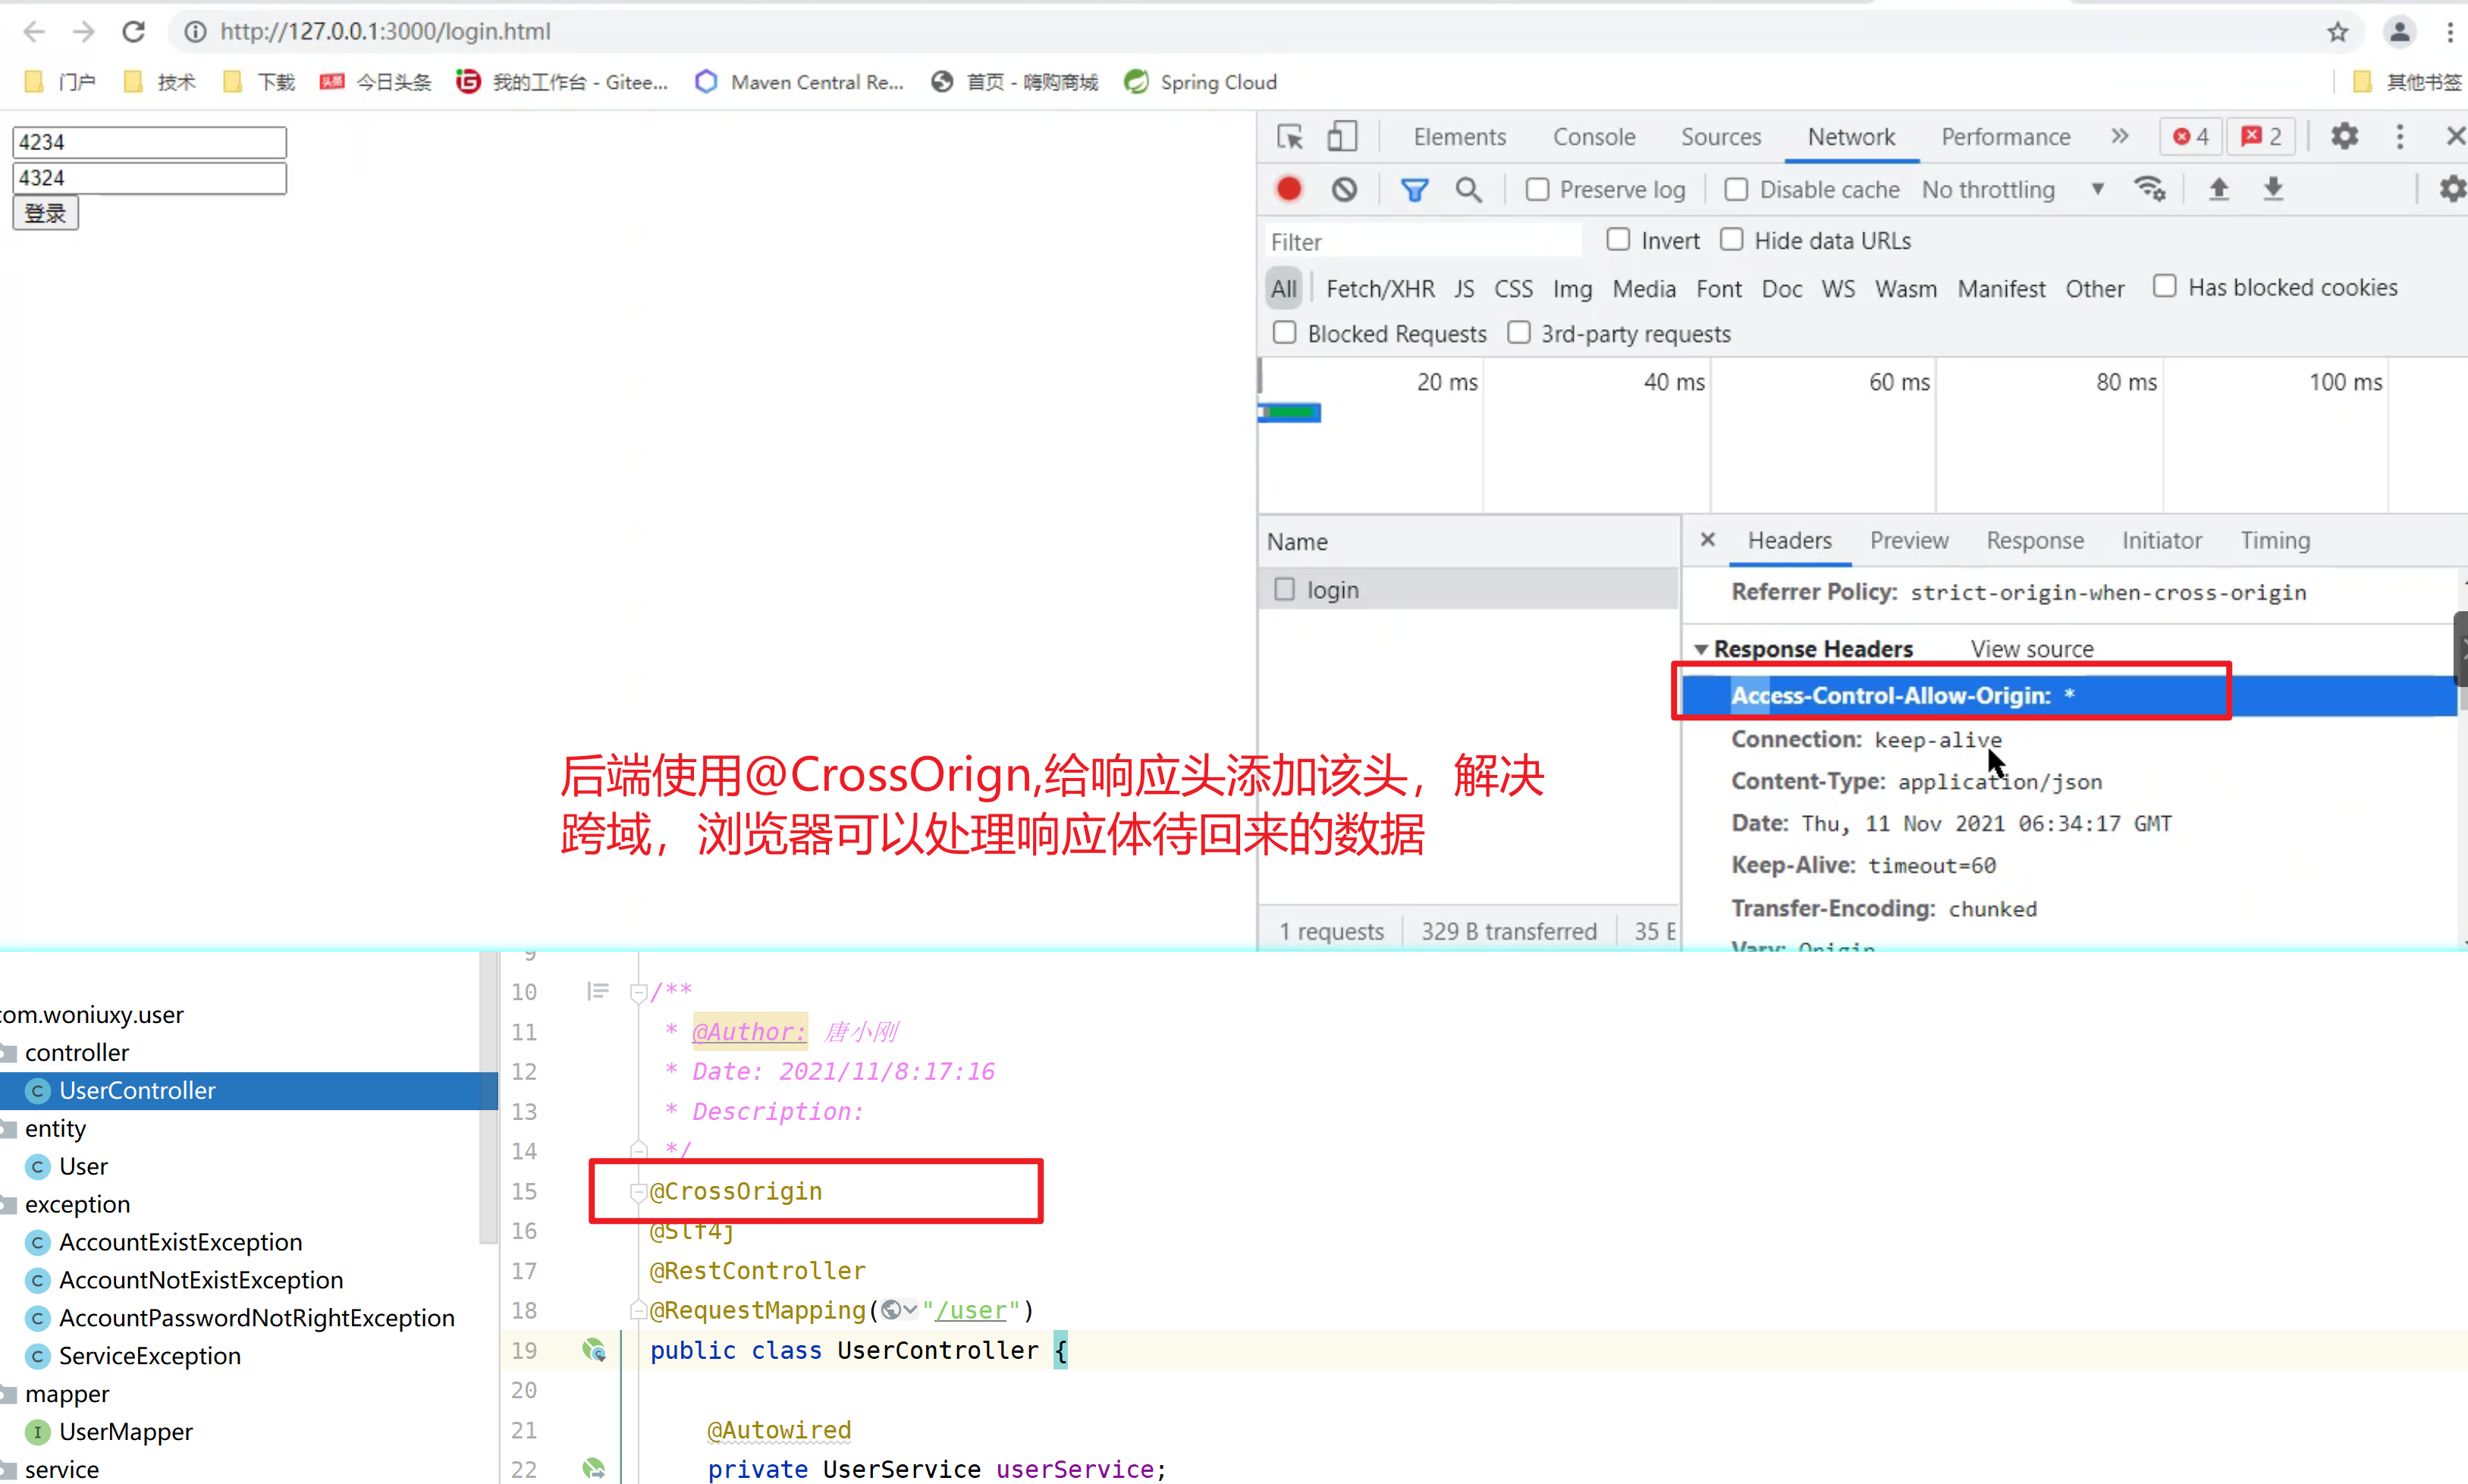 http://127.0.0.1:3000/login.html
门户 技术 下载 头条 今日头条 我的工作台 - Gitee... Maven Central Re... 首页 - 嗨购商城 Spring Cloud 其他书签
4234
4324
登录
Elements Console Sources Network Performance 4 2
Preserve log Disable cache No throttling
Filter Invert Hide data URLs
All Fetch/XHR JS CSS Img Media Font Doc WS Wasm Manifest Other Has blocked cookies
Blocked Requests 3rd-party requests
20 ms 40 ms 60 ms 80 ms 100 ms
Name
login
1 requests 329 B transferred 35 B
Headers Preview Response Initiator Timing
Referrer Policy: strict-origin-when-cross-origin
Response Headers View source
Access-Control-Allow-Origin: *
Connection: keep-alive
Content-Type: application/json
Date: Thu, 11 Nov 2021 06:34:17 GMT
Keep-Alive: timeout=60
Transfer-Encoding: chunked
Vary: Origin
后端使用@CrossOrign,给响应头添加该头，解决
跨域，浏览器可以处理响应体待回来的数据
com.woniuxy.user
controller
UserController
entity
User
exception
AccountExistException
AccountNotExistException
AccountPasswordNotRightException
ServiceException
mapper
UserMapper
service
9
10 /**
11 * @Author: 唐小刚
12 * Date: 2021/11/8:17:16
13 * Description:
14 */
15 @CrossOrigin
16 @Slf4j
17 @RestController
18 @RequestMapping("/user")
19 public class UserController {
20
21 @Autowired
22 private UserService userService;